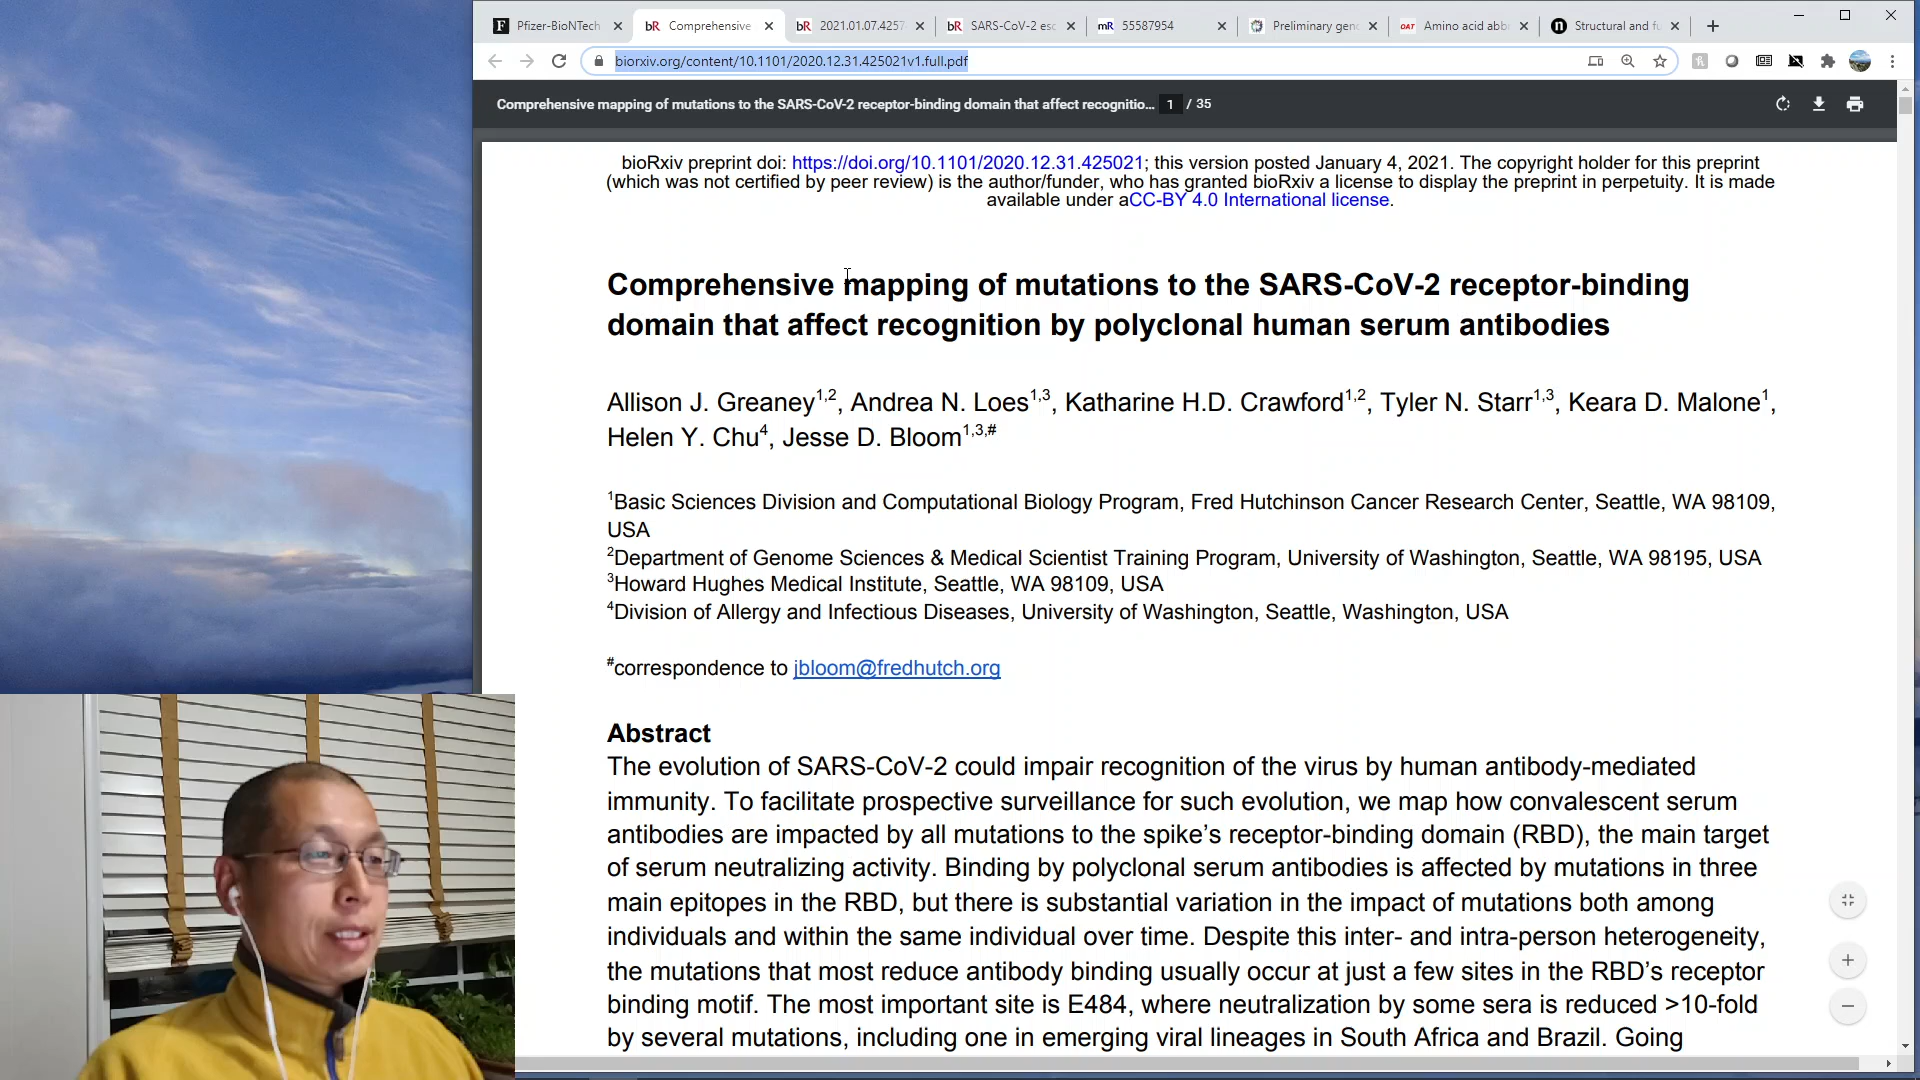 Pfizer-BioNTech
Comprehensive
2021.01.07.4257
SARS-CoV-2 esc
mR 55587954
Preliminary geno
OAT Amino acid abb
Structural and fu
biorxiv.org/content/10.1101/2020.12.31.425021v1.full.pdf
Comprehensive mapping of mutations to the SARS-CoV-2 receptor-binding domain that affect recognitio... 1 / 35
bioRxiv preprint doi: https://doi.org/10.1101/2020.12.31.425021; this version posted January 4, 2021. The copyright holder for this preprint
(which was not certified by peer review) is the author/funder, who has granted bioRxiv a license to display the preprint in perpetuity. It is made
available under aCC-BY 4.0 International license.
Comprehensive mapping of mutations to the SARS-CoV-2 receptor-binding
domain that affect recognition by polyclonal human serum antibodies
Allison J. Greaney1,2, Andrea N. Loes1,3, Katharine H.D. Crawford1,2, Tyler N. Starr1,3, Keara D. Malone1,
Helen Y. Chu4, Jesse D. Bloom1,3,#
1Basic Sciences Division and Computational Biology Program, Fred Hutchinson Cancer Research Center, Seattle, WA 98109,
USA
2Department of Genome Sciences & Medical Scientist Training Program, University of Washington, Seattle, WA 98195, USA
3Howard Hughes Medical Institute, Seattle, WA 98109, USA
4Division of Allergy and Infectious Diseases, University of Washington, Seattle, Washington, USA
#correspondence to jbloom@fredhutch.org
Abstract
The evolution of SARS-CoV-2 could impair recognition of the virus by human antibody-mediated
immunity. To facilitate prospective surveillance for such evolution, we map how convalescent serum
antibodies are impacted by all mutations to the spike's receptor-binding domain (RBD), the main target
of serum neutralizing activity. Binding by polyclonal serum antibodies is affected by mutations in three
main epitopes in the RBD, but there is substantial variation in the impact of mutations both among
individuals and within the same individual over time. Despite this inter- and intra-person heterogeneity,
the mutations that most reduce antibody binding usually occur at just a few sites in the RBD's receptor
binding motif. The most important site is E484, where neutralization by some sera is reduced >10-fold
by several mutations, including one in emerging viral lineages in South Africa and Brazil. Going